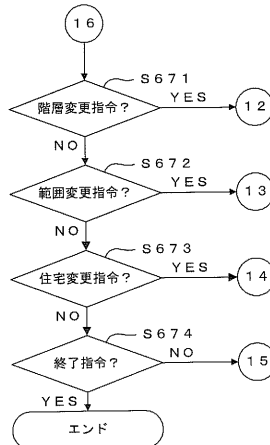 16
S671
階層変更指令?
YES
12
NO
S672
範囲変更指令?
YES
13
NO
S673
住宅変更指令?
YES
14
NO
S674
終了指令?
NO
15
YES
エンド